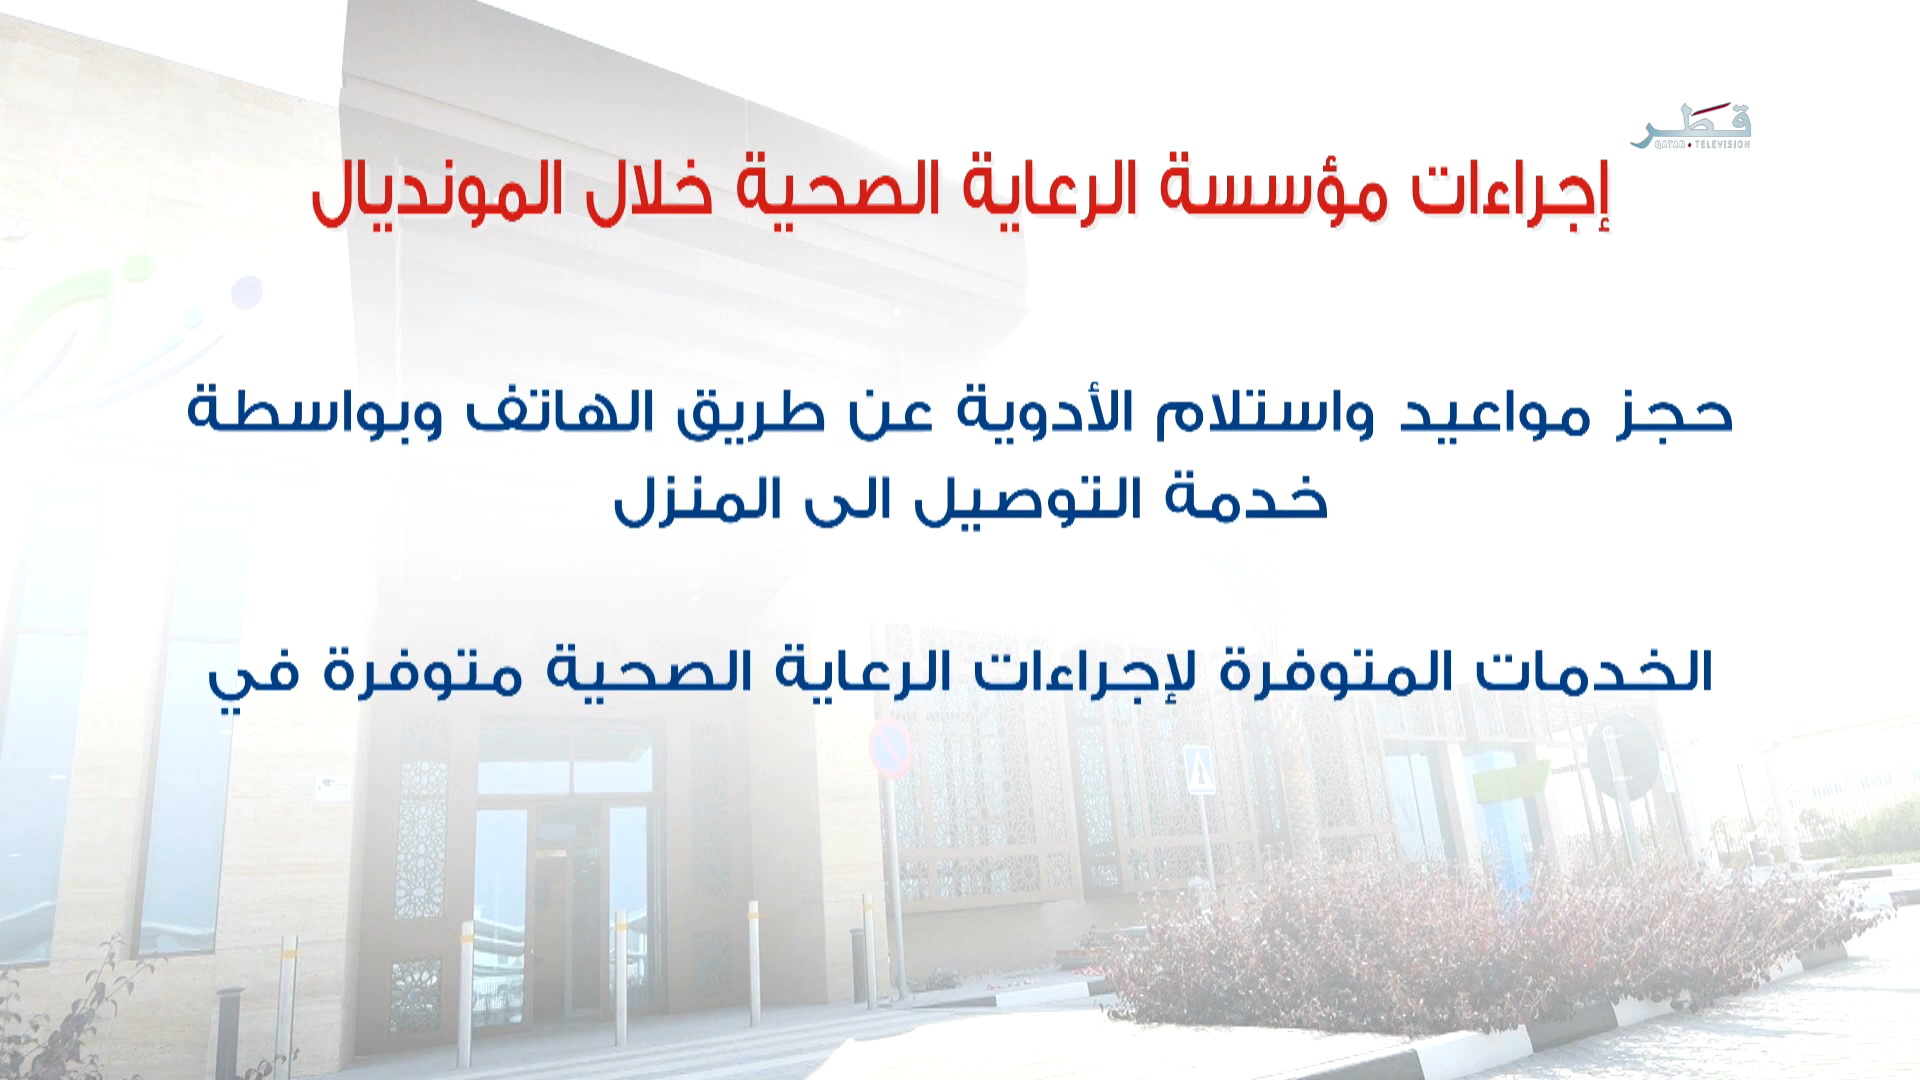 قطر
QATAR TELEVISION
إجراءات مؤسسة الرعاية الصحية خلال المونديال
حجز مواعيد واستلام الأدوية عن طريق الهاتف وبواسطة
خدمة التوصيل الى المنزل
الخدمات المتوفرة لإجراءات الرعاية الصحية متوفرة في